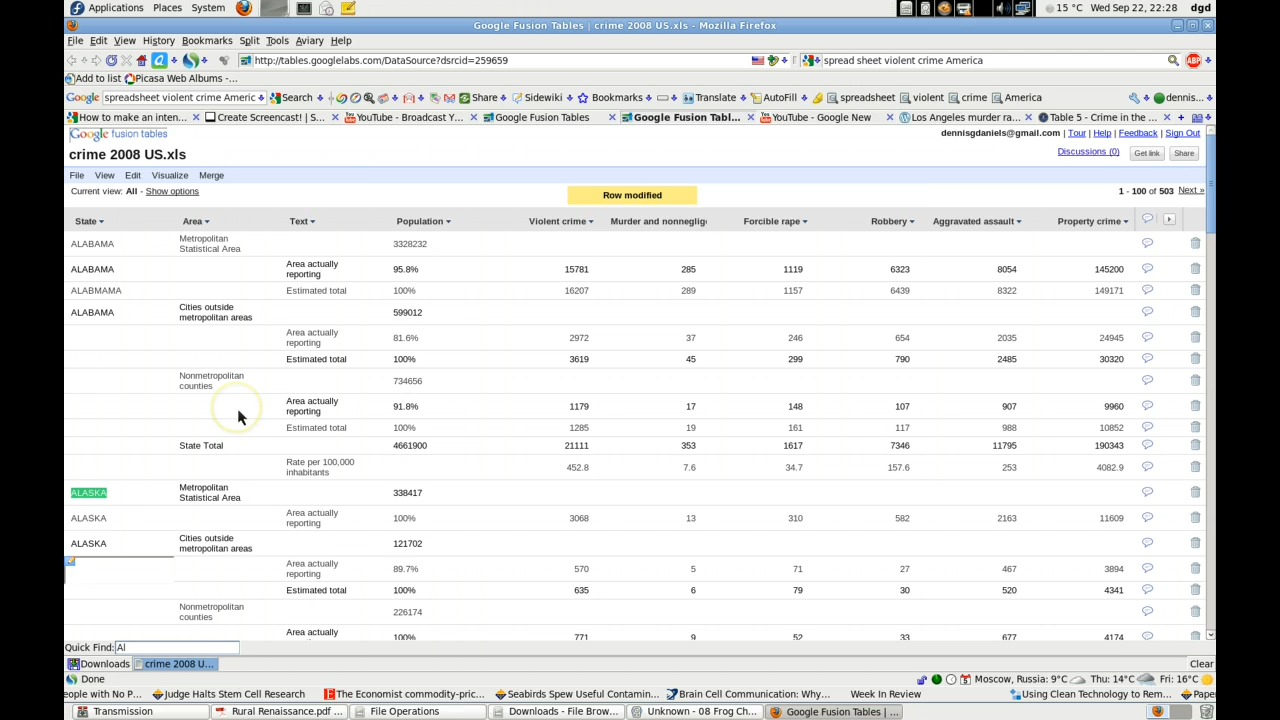 Applications Places System 15 °C Wed Sep 22, 22:28 dgd
Google Fusion Tables | crime 2008 US.xls - Mozilla Firefox
File Edit View History Bookmarks Split Tools Aviary Help
http://tables.googlelabs.com/DataSource?dsrcid=259659 spread sheet violent crime America ABP
Add to list Picasa Web Albums -...
Google spreadsheet violent crime Americ Search Share Sidewiki Bookmarks Translate AutoFill spreadsheet violent crime America dennis...
How to make an inten... Create Screencast! | S... YouTube - Broadcast Y... Google Fusion Tables Google Fusion Tabl... YouTube - Google New Los Angeles murder ra... Table 5 - Crime in the ...
Google fusion tables dennisgdaniels@gmail.com | Tour | Help | Feedback | Sign Out
crime 2008 US.xls Discussions (0) Get link Share
File View Edit Visualize Merge
Current view: All - Show options Row modified 1 - 100 of 503 Next »
State Area Text Population Violent crime Murder and nonneglig Forcible rape Robbery Aggravated assault Property crime
ALABAMA Metropolitan Statistical Area 3328232
ALABAMA Area actually reporting 95.8% 15781 285 1119 6323 8054 145200
ALABMAMA Estimated total 100% 16207 289 1157 6439 8322 149171
ALABAMA Cities outside metropolitan areas 599012
Area actually reporting 81.6% 2972 37 246 654 2035 24945
Estimated total 100% 3619 45 299 790 2485 30320
Nonmetropolitan counties 734656
Area actually reporting 91.8% 1179 17 148 107 907 9960
Estimated total 100% 1285 19 161 117 988 10852
State Total 4661900 21111 353 1617 7346 11795 190343
Rate per 100,000 inhabitants 452.8 7.6 34.7 157.6 253 4082.9
ALASKA Metropolitan Statistical Area 338417
ALASKA Area actually reporting 100% 3068 13 310 582 2163 11609
ALASKA Cities outside metropolitan areas 121702
Area actually reporting 89.7% 570 5 71 27 467 3894
Estimated total 100% 635 6 79 30 520 4341
Nonmetropolitan counties 226174
Area actually 100% 771 9 52 33 677 4174
Quick Find: Al
Downloads crime 2008 U... Clear
Done Moscow, Russia: 9°C Thu: 14°C Fri: 16°C
eople with No P... Judge Halts Stem Cell Research The Economist commodity-pric... Seabirds Spew Useful Contamin... Brain Cell Communication: Why... Week In Review Using Clean Technology to Rem... Paper
Transmission Rural Renaissance.pdf ... File Operations Downloads - File Brow... Unknown - 08 Frog Ch... Google Fusion Tables | ...